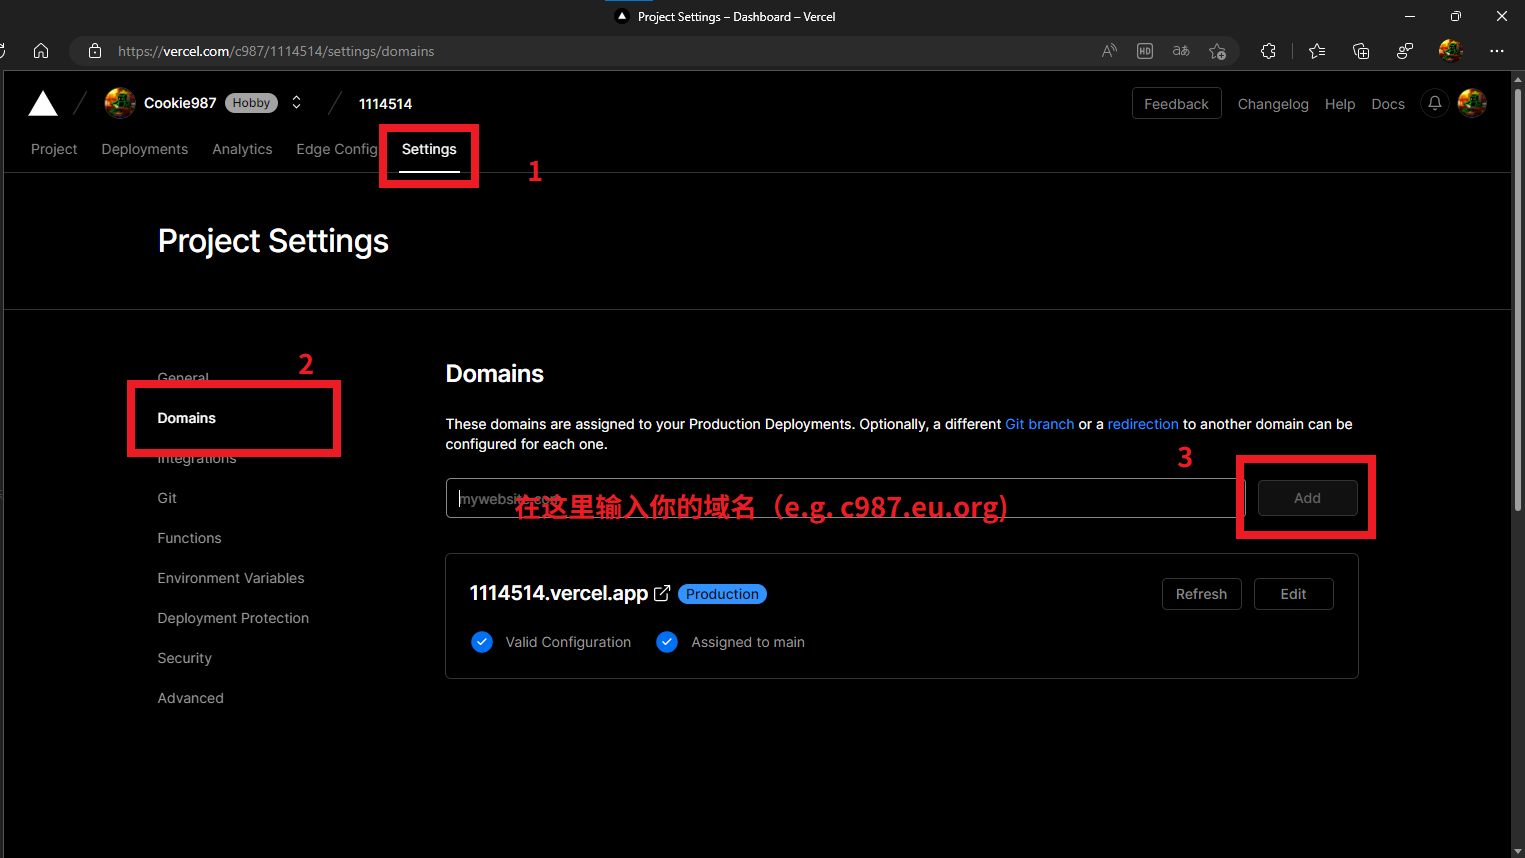 Project Settings – Dashboard – Vercel
https://vercel.com/c987/1114514/settings/domains
Cookie987 Hobby 1114514
Feedback Changelog Help Docs
Project Deployments Analytics Edge Config Settings
1
Project Settings
2
General
Domains
Integrations
Git
Functions
Environment Variables
Deployment Protection
Security
Advanced
Domains
These domains are assigned to your Production Deployments. Optionally, a different Git branch or a redirection to another domain can be
configured for each one.
3
mywebsite.com
在这里输入你的域名（e.g. c987.eu.org)
Add
1114514.vercel.app Production
Refresh Edit
Valid Configuration Assigned to main